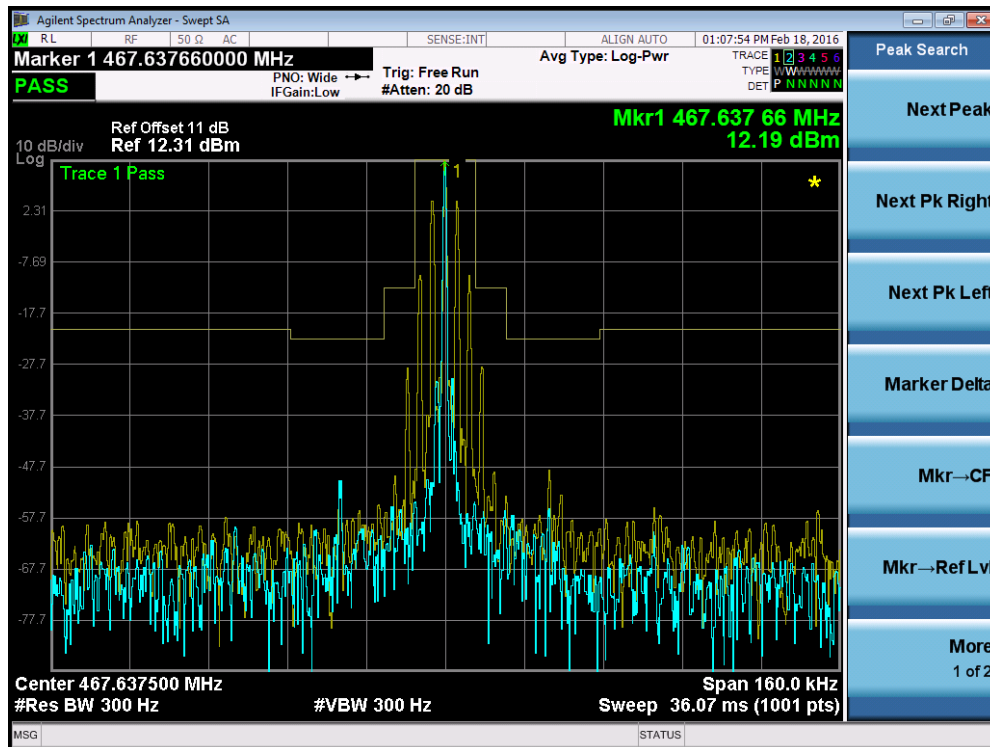 Agilent Spectrum Analyzer - Swept SA
LXI RL RF 50 Ω AC SENSE:INT ALIGN AUTO 01:07:54 PM Feb 18, 2016
Marker 1 467.637660000 MHz
Avg Type: Log-Pwr
TRACE 1 2 3 4 5 6
TYPE WWWWWW
DET P N N N N N
PASS
PNO: Wide
IFGain:Low
Trig: Free Run
#Atten: 20 dB
Mkr1 467.637 66 MHz
12.19 dBm
Ref Offset 11 dB
Ref 12.31 dBm
10 dB/div
Log
Trace 1 Pass
1
*
2.31
-7.69
-17.7
-27.7
-37.7
-47.7
-57.7
-67.7
-77.7
Center 467.637500 MHz
Span 160.0 kHz
#Res BW 300 Hz
#VBW 300 Hz
Sweep 36.07 ms (1001 pts)
MSG
STATUS
Peak Search
Next Peak
Next Pk Right
Next Pk Left
Marker Delta
Mkr→CF
Mkr→Ref Lvl
More
1 of 2